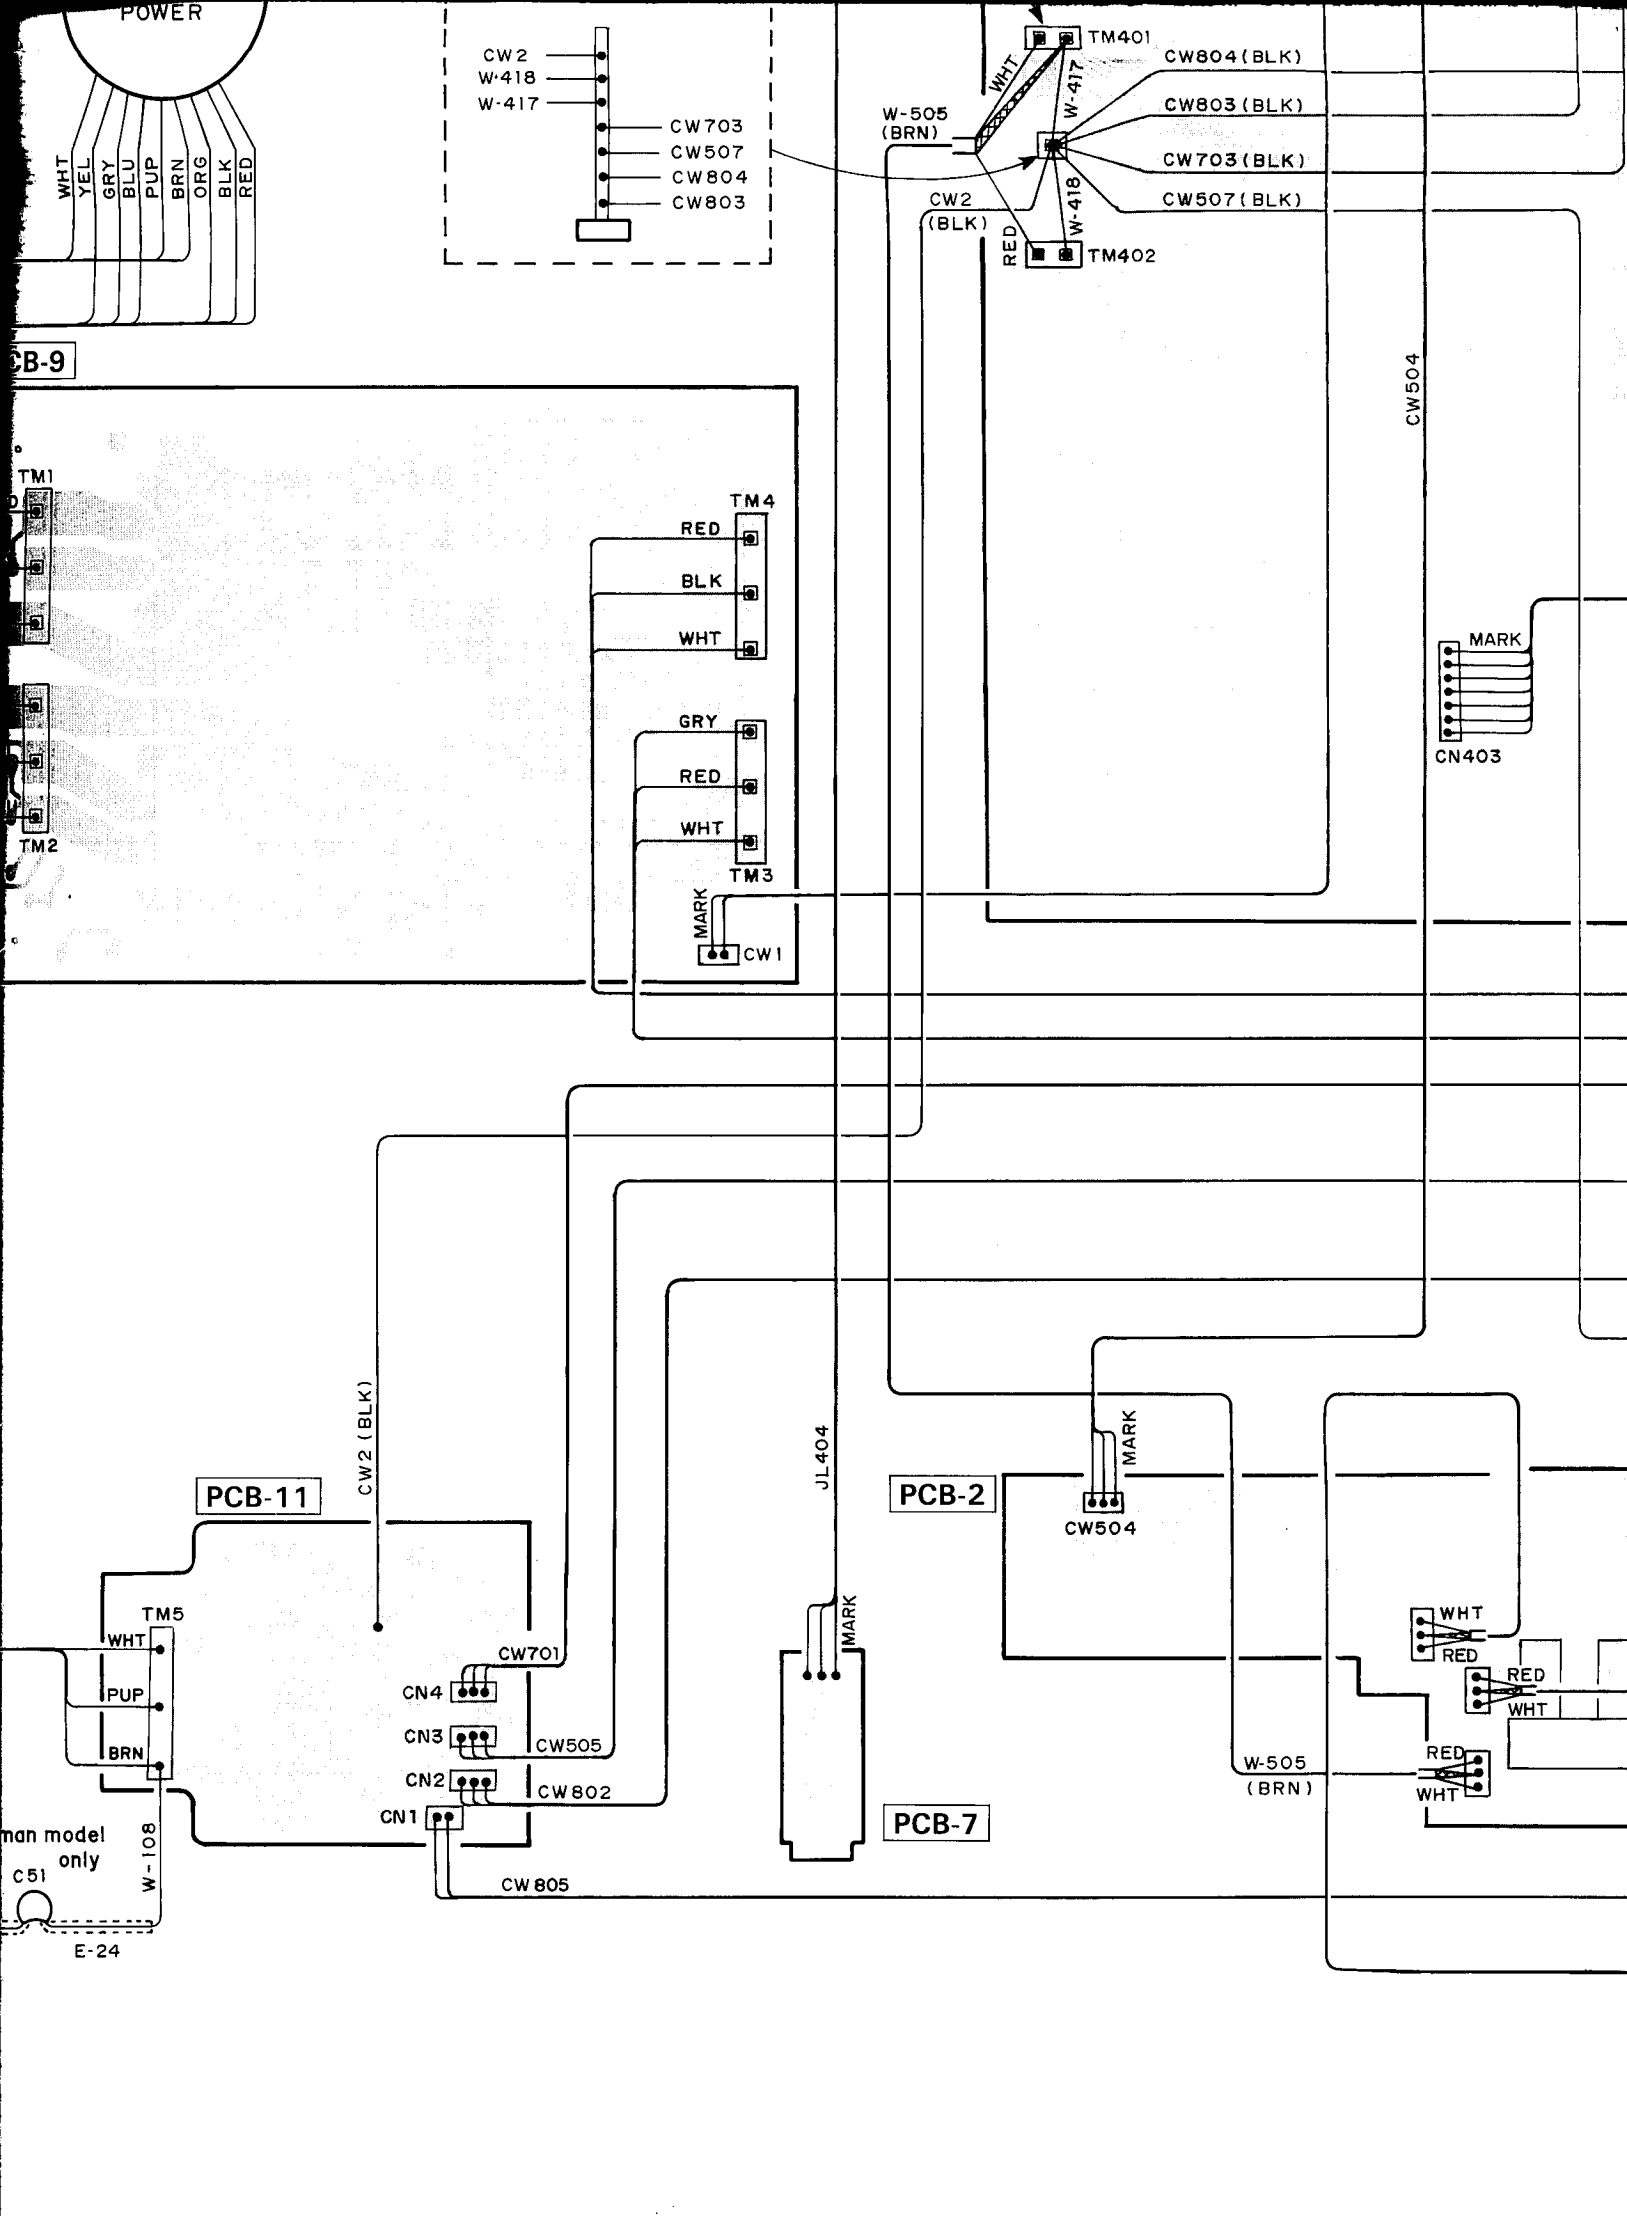 POWER
WHT
YEL
GRY
BLU
PUP
BRN
ORG
BLK
RED
CW2
W-418
W-417
CW703
CW507
CW804
CW803
TM401
WHT
W-417
CW804(BLK)
W-505
(BRN)
CW803(BLK)
CW703(BLK)
CW2
(BLK)
W-418
CW507(BLK)
RED
TM402
CB-9
CW504
TM1
TM4
RED
BLK
WHT
MARK
CN403
GRY
RED
WHT
TM2
TM3
MARK
CW1
CW2 (BLK)
JL404
MARK
PCB-11
PCB-2
CW504
TM5
MARK
WHT
WHT
CW701
RED
CN4
RED
PUP
WHT
CN3
CW505
BRN
RED
CN2
CW802
W-505
(BRN)
WHT
CN1
PCB-7
man model
only
W-108
C51
CW805
E-24